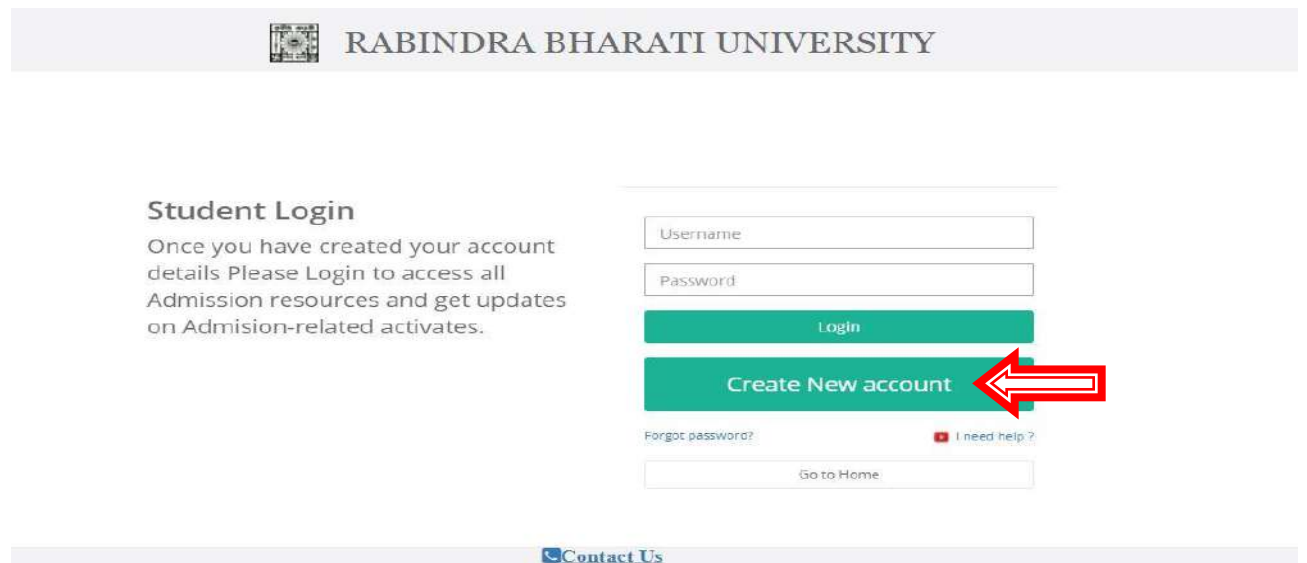 RABINDRA BHARATI UNIVERSITY
Student Login
Once you have created your account
details Please Login to access all
Admission resources and get updates
on Admision-related activates.
Username
Password
Login
Create New account
Forgot password?
I need help ?
Go to Home
Contact Us